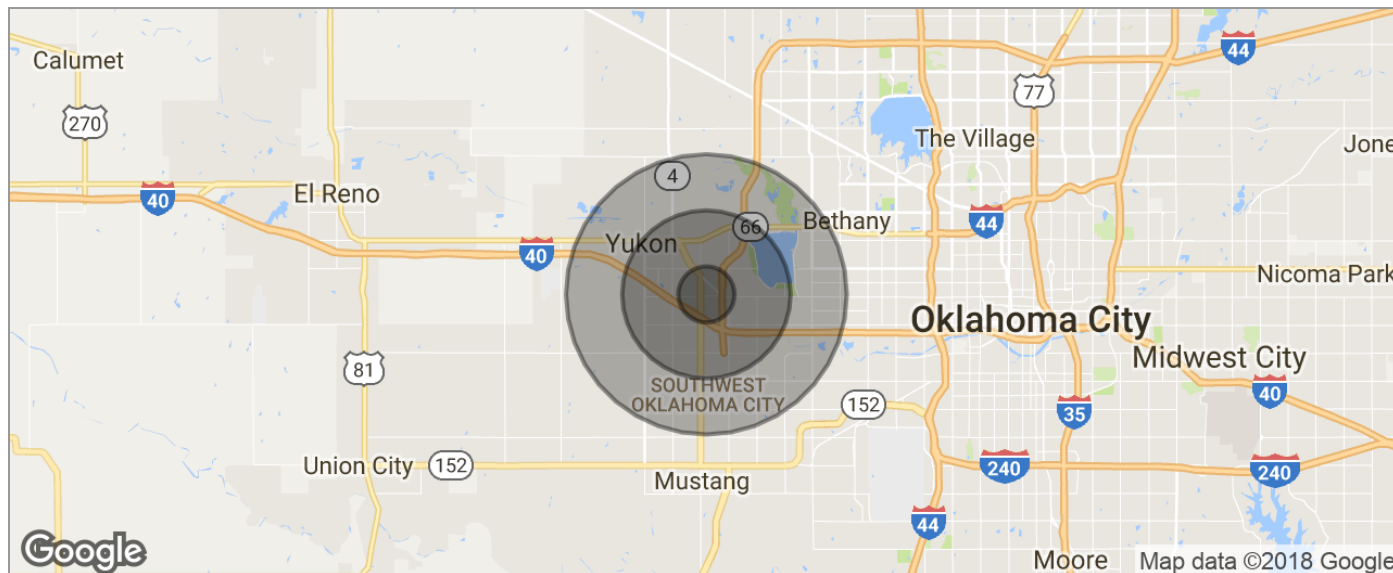 Calumet
44
77
270
The Village
Jone
4
40
El Reno
44
66
Bethany
Yukon
40
Nicoma Park
Oklahoma City
Midwest City
81
SOUTHWEST
OKLAHOMA CITY
152
40
35
Union City
152
Mustang
240
240
44
Google
Moore
Map data ©2018 Google